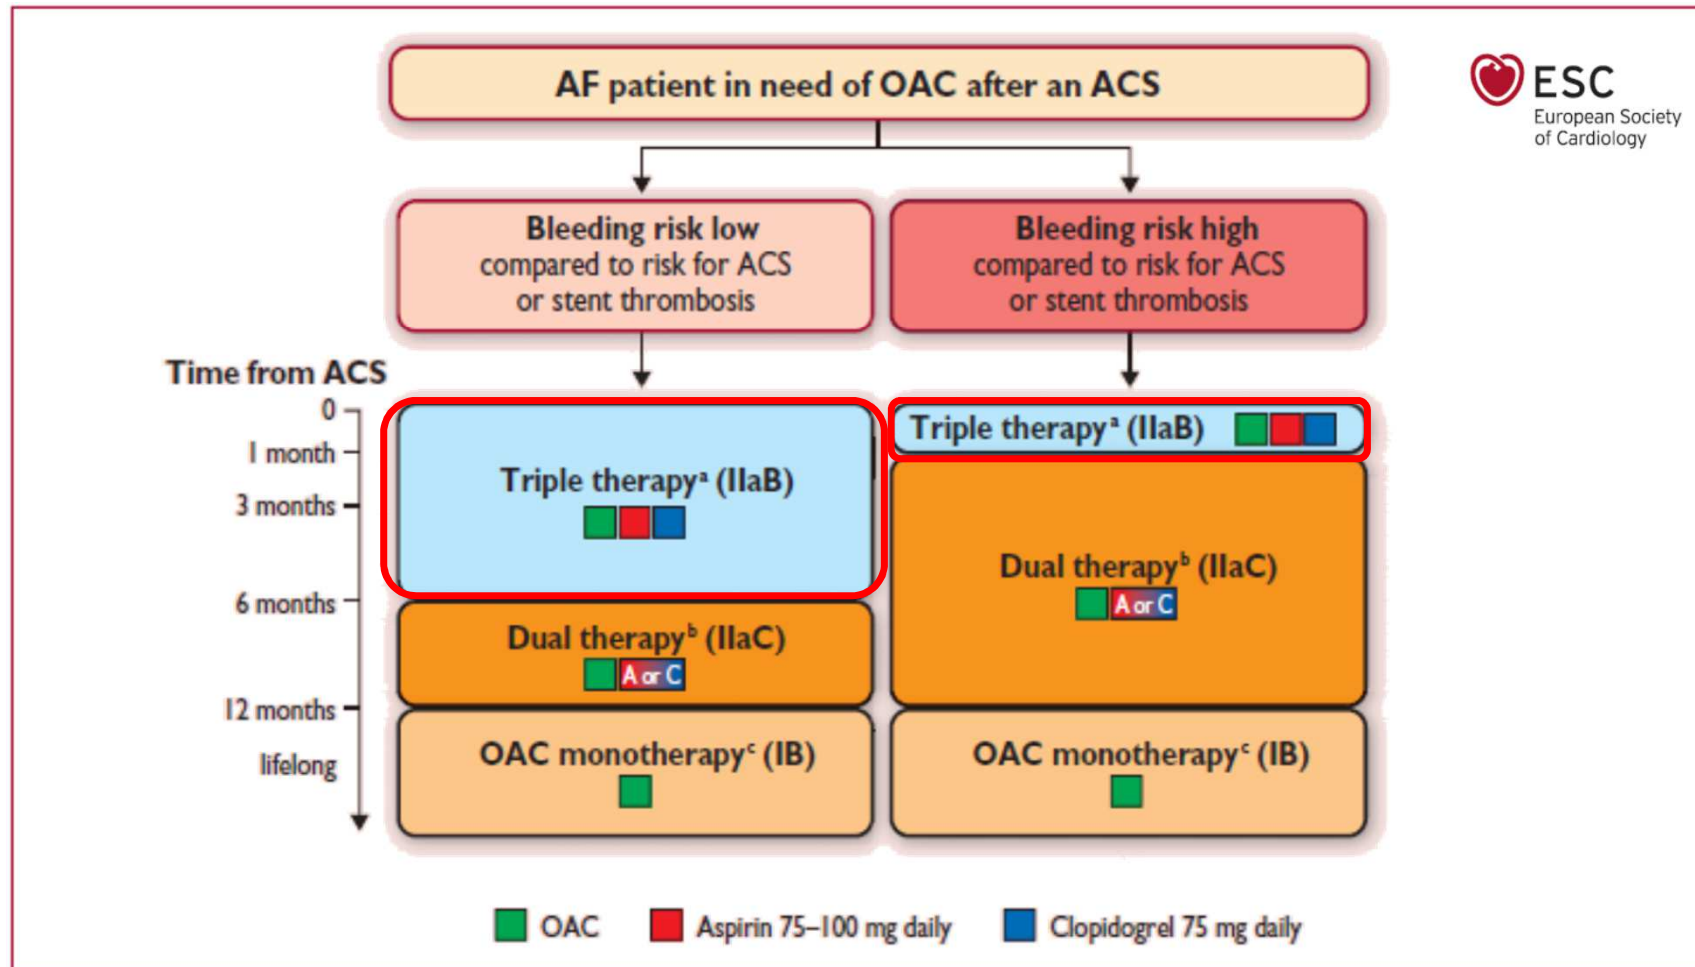 AF patient in need of OAC after an ACS
ESC
European Society
of Cardiology
Bleeding risk low
compared to risk for ACS
or stent thrombosis
Bleeding risk high
compared to risk for ACS
or stent thrombosis
Time from ACS
0
1 month
3 months
6 months
12 months
lifelong
Triple therapyᵃ (IIaB)
Dual therapyᵇ (IIaC)
A or C
OAC monotherapyᶜ (IB)
Triple therapyᵃ (IIaB)
Dual therapyᵇ (IIaC)
A or C
OAC monotherapyᶜ (IB)
OAC
Aspirin 75–100 mg daily
Clopidogrel 75 mg daily